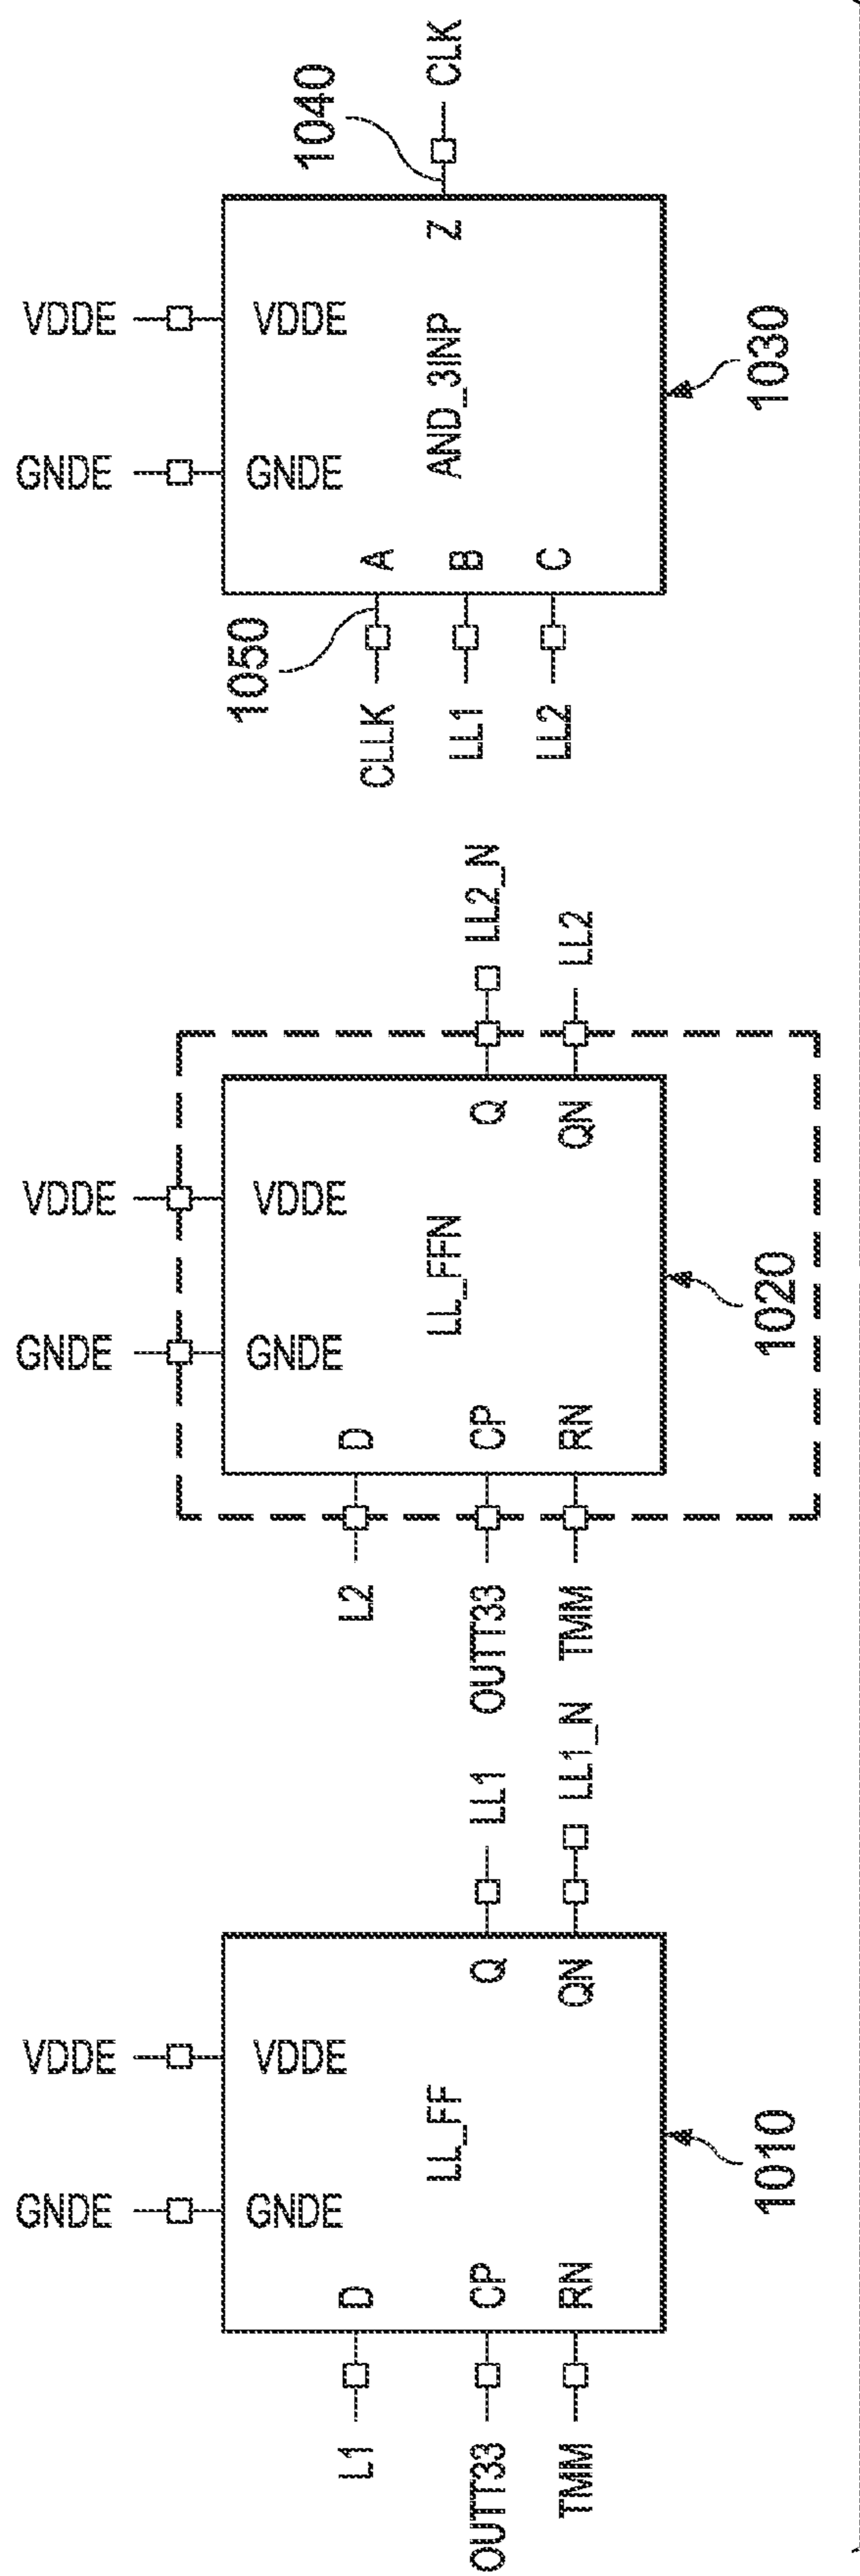 GNDE
VDDE
GNDE
VDDE
LL_FF
L1
D
OUTT33
CP
Q
LL1
TMM
RN
QN
LL1_N
1010
GNDE
VDDE
GNDE
VDDE
LL_FFN
L2
D
OUTT33
CP
Q
LL2_N
TMM
RN
QN
LL2
1020
GNDE
VDDE
GNDE
VDDE
1050
1040
CLLK
A
AND_3INP
Z
CLK
LL1
B
LL2
C
1030